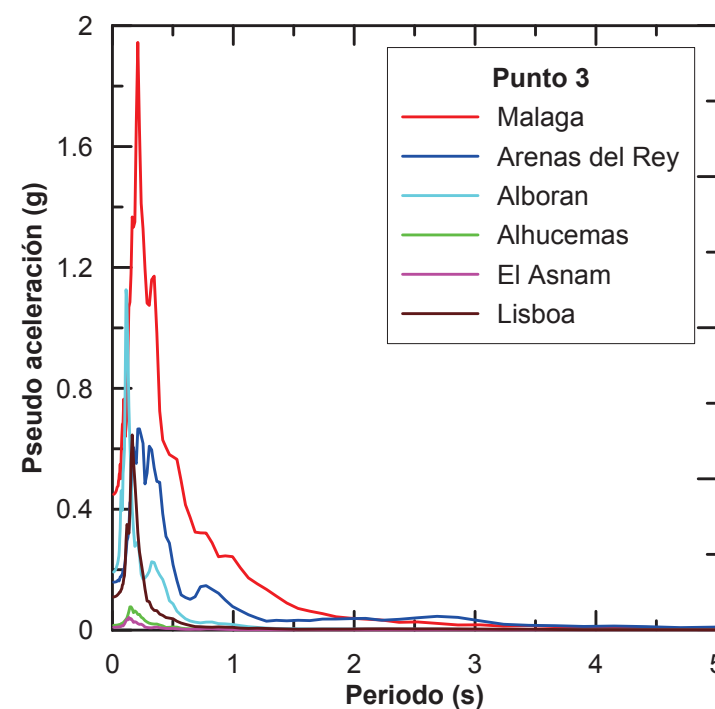 2
1.6
1.2
0.8
0.4
0
Pseudo aceleración (g)
Punto 3
Malaga
Arenas del Rey
Alboran
Alhucemas
El Asnam
Lisboa
0 1 2 3 4 5
Periodo (s)